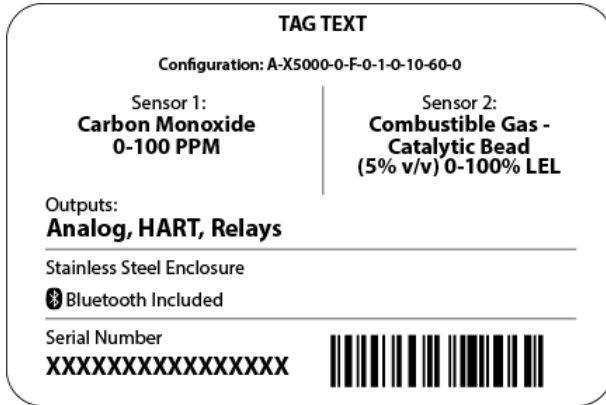 TAG TEXT
Configuration: A-X5000-0-F-0-1-O-10-60-0
Sensor 1:
Carbon Monoxide
0-100 PPM
Sensor 2:
Combustible Gas -
Catalytic Bead
(5% v/v) 0-100% LEL
Outputs:
Analog, HART, Relays
Stainless Steel Enclosure
Bluetooth Included
Serial Number
XXXXXXXXXXXXXXXX